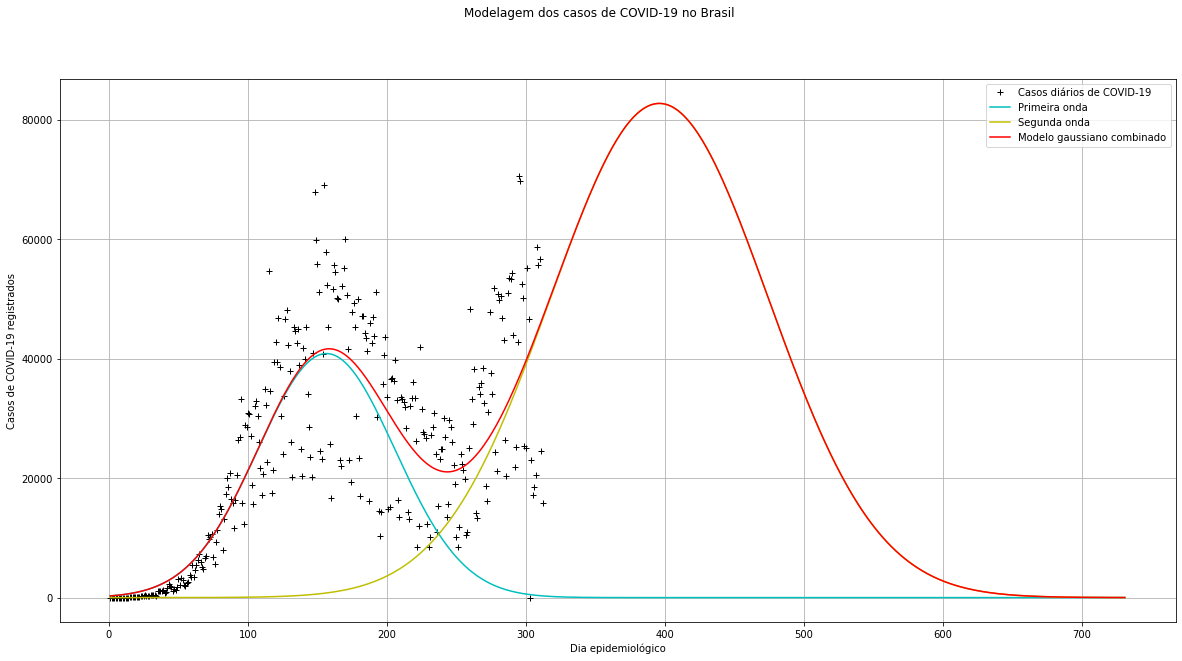 Modelagem dos casos de COVID-19 no Brasil
Casos diários de COVID-19
Primeira onda
Segunda onda
Modelo gaussiano combinado
Casos de COVID-19 registrados
80000
60000
40000
20000
0
0 100 200 300 400 500 600 700
Dia epidemiológico